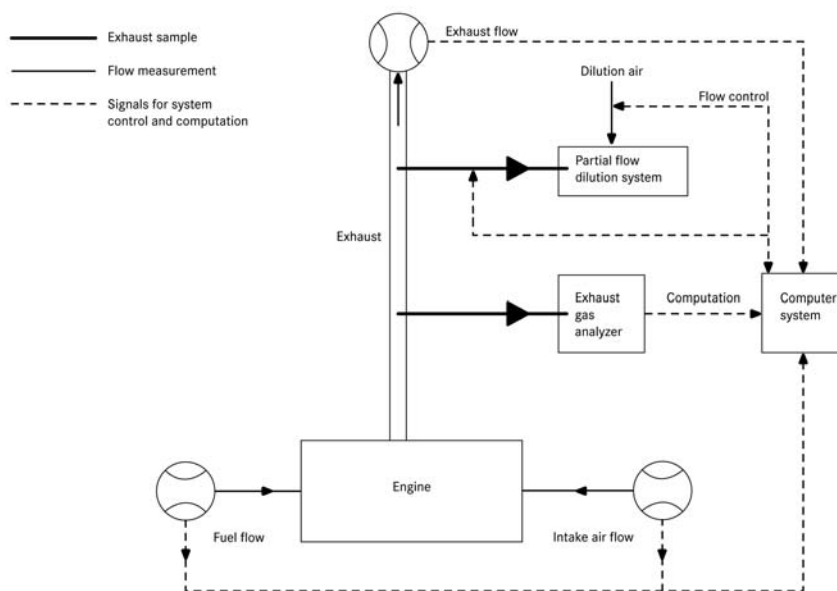 Exhaust sample
Flow measurement
Signals for system
control and computation
Exhaust flow
Dilution air
Flow control
Partial flow
dilution system
Exhaust
Exhaust
gas
analyzer
Computation
Computer
system
Engine
Fuel flow
Intake air flow